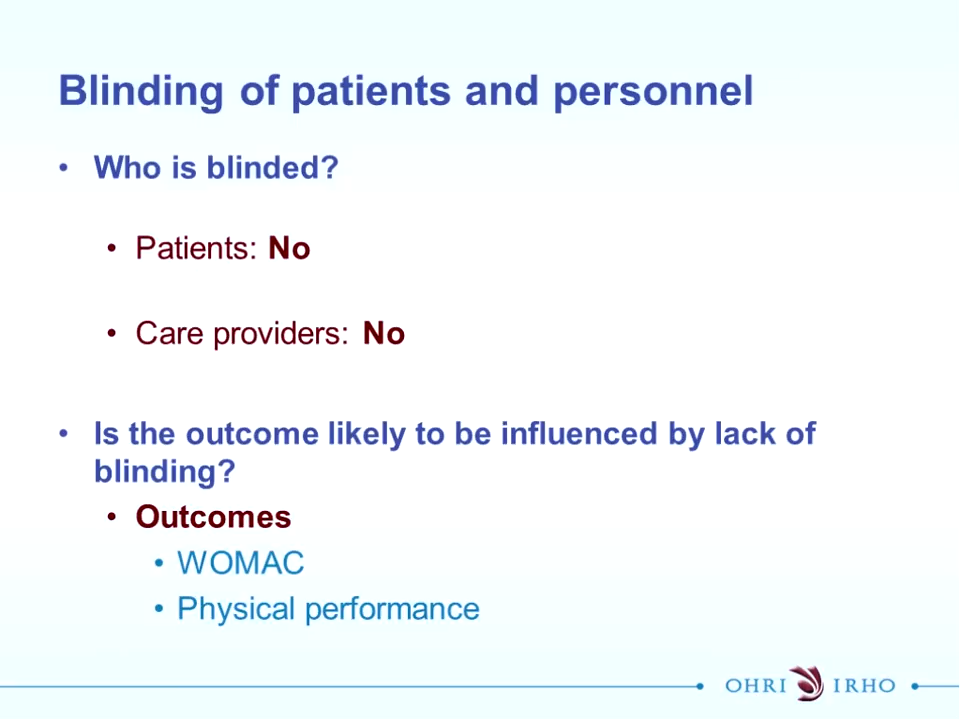 Blinding of patients and personnel
• Who is blinded?
• Patients: No
• Care providers: No
• Is the outcome likely to be influenced by lack of
blinding?
• Outcomes
• WOMAC
• Physical performance
OHRI IRHO